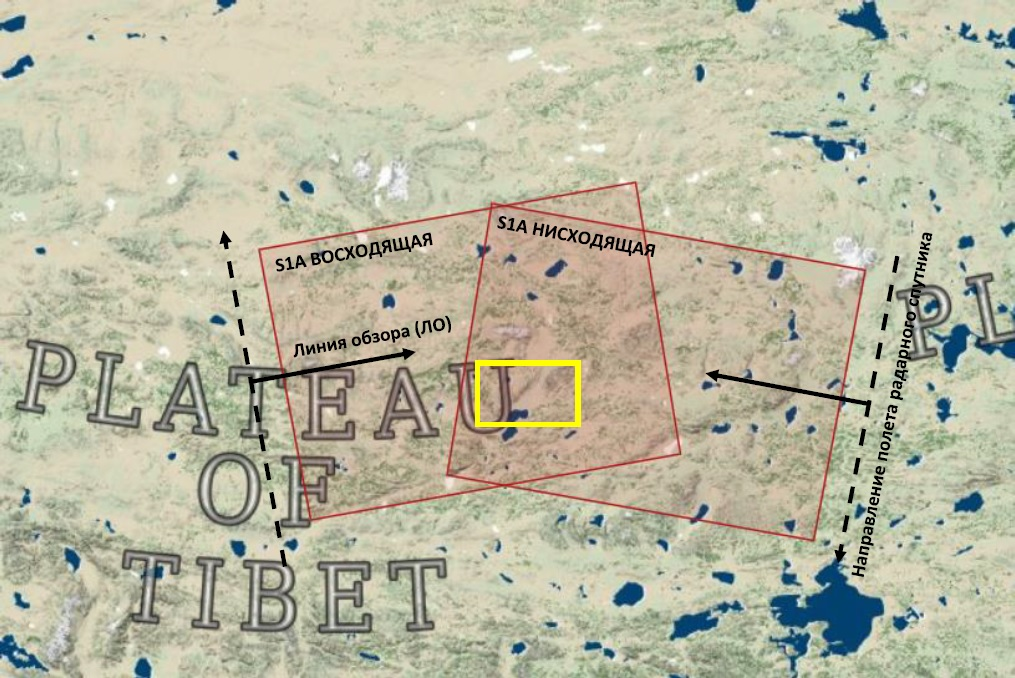 S1A ВОСХОДЯЩАЯ
S1A НИСХОДЯЩАЯ
Линия обзора (ЛО)
Направление полета радарного спутника
PLATEAU
OF
TIBET
PL